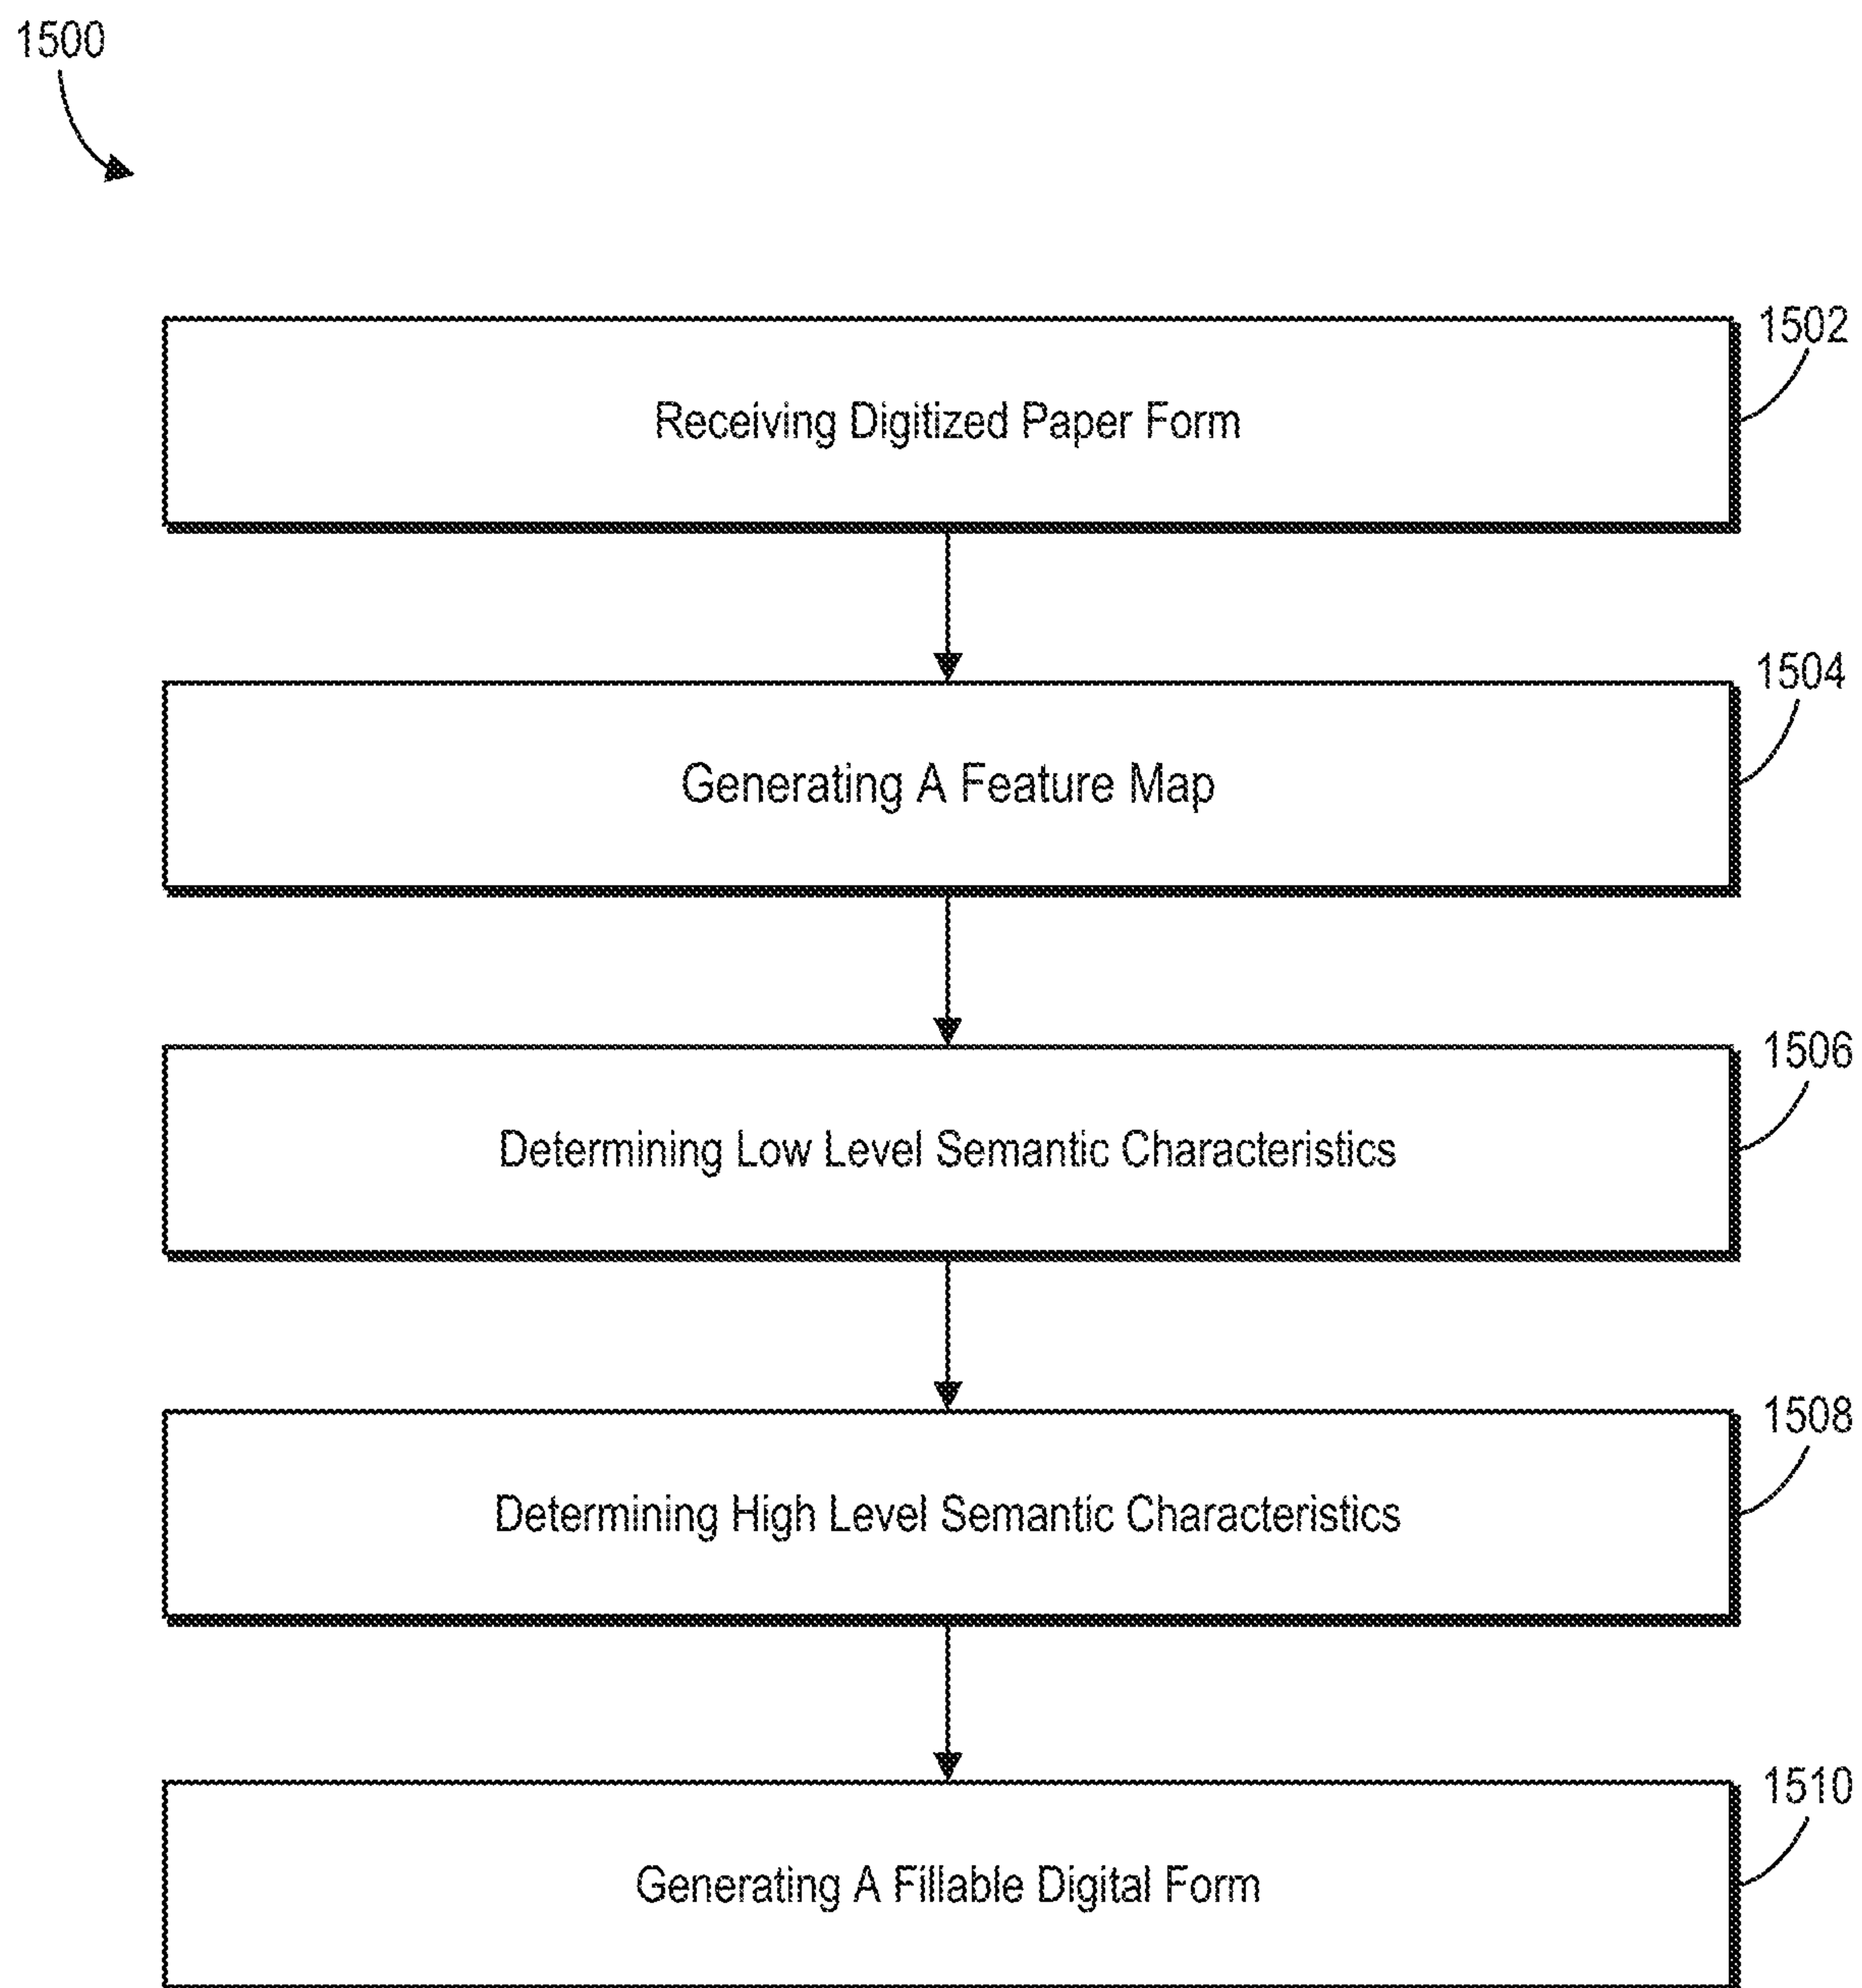 1500
1502
Receiving Digitized Paper Form
1504
Generating A Feature Map
1506
Determining Low Level Semantic Characteristics
1508
Determining High Level Semantic Characteristics
1510
Generating A Fillable Digital Form